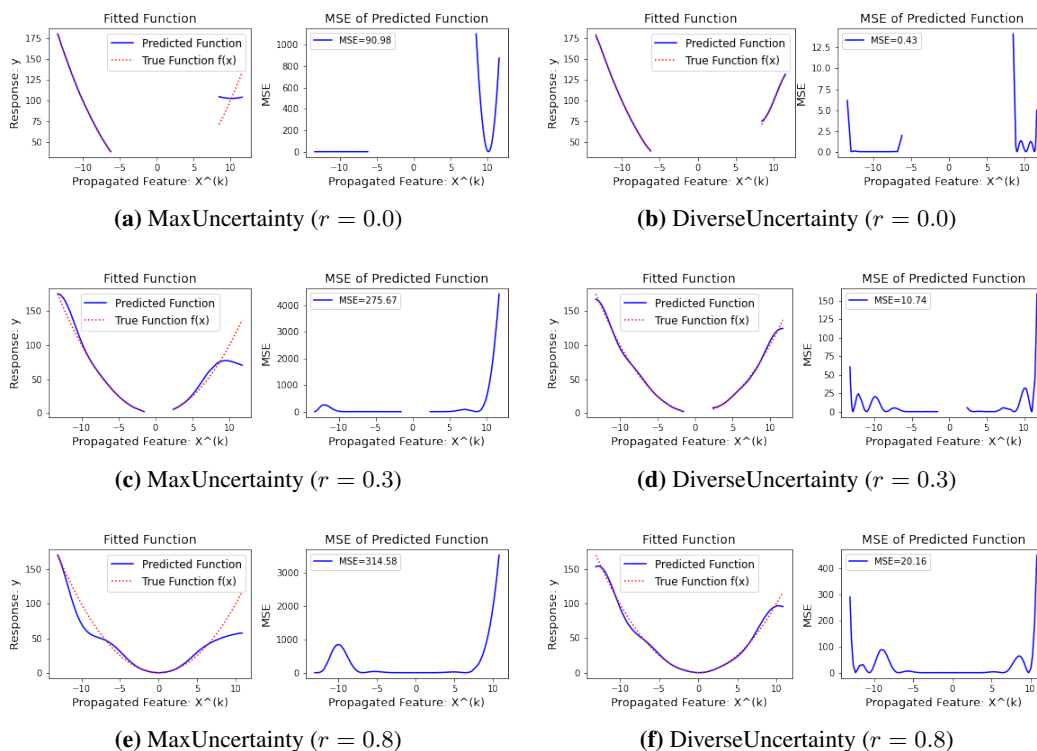 Fitted Function
Response: y
175
150
125
100
75
50
−10 −5 0 5 10
Propagated Feature: X^(k)
Predicted Function
True Function f(x)
MSE of Predicted Function
MSE
1000
800
600
400
200
0
−10 −5 0 5 10
Propagated Feature: X^(k)
MSE=90.98
(a) MaxUncertainty (r = 0.0)
Fitted Function
Response: y
175
150
125
100
75
50
−10 −5 0 5 10
Propagated Feature: X^(k)
Predicted Function
True Function f(x)
MSE of Predicted Function
MSE
12.5
10.0
7.5
5.0
2.5
0.0
−10 −5 0 5 10
Propagated Feature: X^(k)
MSE=0.43
(b) DiverseUncertainty (r = 0.0)
Fitted Function
Response: y
150
100
50
0
−10 −5 0 5 10
Propagated Feature: X^(k)
Predicted Function
True Function f(x)
MSE of Predicted Function
MSE
4000
3000
2000
1000
0
−10 −5 0 5 10
Propagated Feature: X^(k)
MSE=275.67
(c) MaxUncertainty (r = 0.3)
Fitted Function
Response: y
150
100
50
0
−10 −5 0 5 10
Propagated Feature: X^(k)
Predicted Function
True Function f(x)
MSE of Predicted Function
MSE
150
125
100
75
50
25
0
−10 −5 0 5 10
Propagated Feature: X^(k)
MSE=10.74
(d) DiverseUncertainty (r = 0.3)
Fitted Function
Response: y
150
100
50
0
−10 −5 0 5 10
Propagated Feature: X^(k)
Predicted Function
True Function f(x)
MSE of Predicted Function
MSE
3000
2000
1000
0
−10 −5 0 5 10
Propagated Feature: X^(k)
MSE=314.58
(e) MaxUncertainty (r = 0.8)
Fitted Function
Response: y
150
100
50
0
−10 −5 0 5 10
Propagated Feature: X^(k)
Predicted Function
True Function f(x)
MSE of Predicted Function
MSE
400
300
200
100
0
−10 −5 0 5 10
Propagated Feature: X^(k)
MSE=20.16
(f) DiverseUncertainty (r = 0.8)